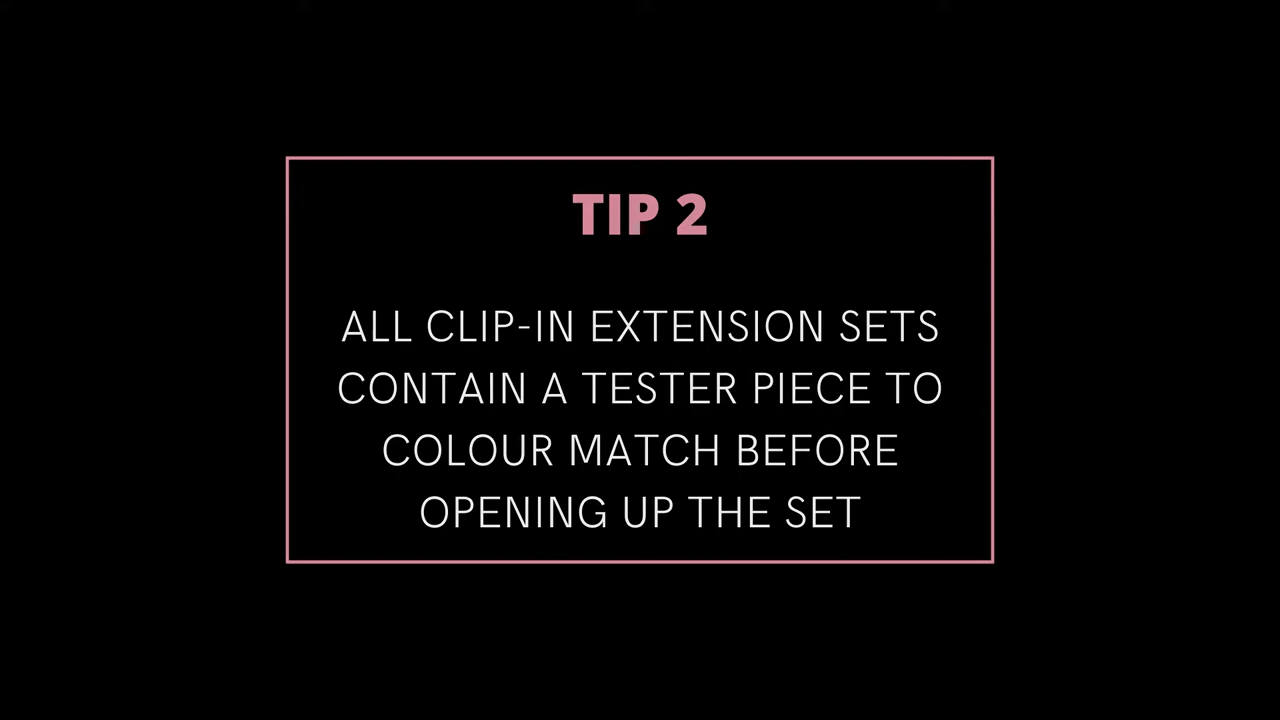 TIP 2
ALL CLIP-IN EXTENSION SETS
CONTAIN A TESTER PIECE TO
COLOUR MATCH BEFORE
OPENING UP THE SET